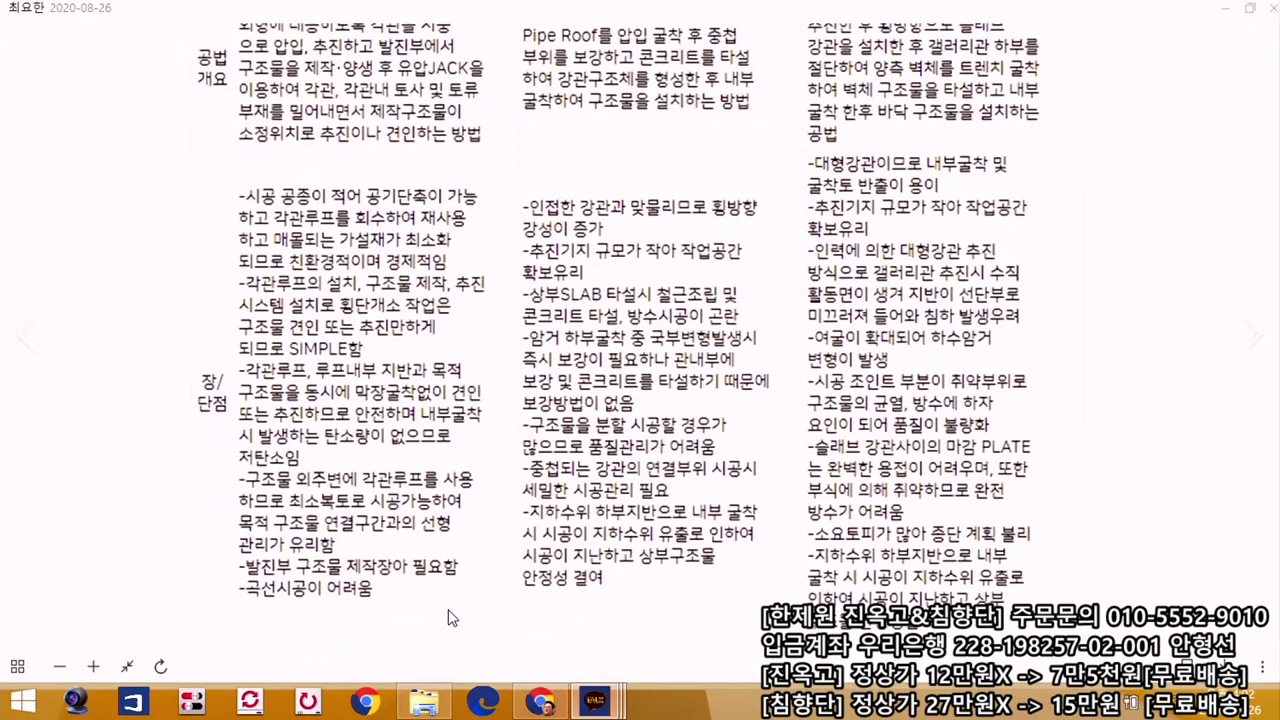 최요한 2020-08-26
외형에 대응하도록 각관을 지중
으로 압입, 추진하고 발진부에서
구조물을 제작·양생 후 유압JACK을
이용하여 각관, 각관내 토사 및 토류
부재를 밀어내면서 제작구조물이
소정위치로 추진이나 견인하는 방법
공법
개요
Pipe Roof를 압입 굴착 후 중첩
부위를 보강하고 콘크리트를 타설
하여 강관구조체를 형성한 후 내부
굴착하여 구조물을 설치하는 방법
추진한 후 횡방향으로 슬래브
강관을 설치한 후 갤러리관 하부를
절단하여 양측 벽체를 트렌치 굴착
하여 벽체 구조물을 타설하고 내부
굴착 한후 바닥 구조물을 설치하는
공법
장/
단점
-시공 공종이 적어 공기단축이 가능
하고 각관루프를 회수하여 재사용
하고 매몰되는 가설재가 최소화
되므로 친환경적이며 경제적임
-각관루프의 설치, 구조물 제작, 추진
시스템 설치로 횡단개소 작업은
구조물 견인 또는 추진만하게
되므로 SIMPLE함
-각관루프, 루프내부 지반과 목적
구조물을 동시에 막장굴착없이 견인
또는 추진하므로 안전하며 내부굴착
시 발생하는 탄소량이 없으므로
저탄소임
-구조물 외주변에 각관루프를 사용
하므로 최소복토로 시공가능하여
목적 구조물 연결구간과의 선형
관리가 유리함
-발진부 구조물 제작장아 필요함
-곡선시공이 어려움
-인접한 강관과 맞물리므로 횡방향
강성이 증가
-추진기지 규모가 작아 작업공간
확보유리
-상부SLAB 타설시 철근조립 및
콘크리트 타설, 방수시공이 곤란
-암거 하부굴착 중 국부변형발생시
즉시 보강이 필요하나 관내부에
보강 및 콘크리트를 타설하기 때문에
보강방법이 없음
-구조물을 분할 시공할 경우가
많으므로 품질관리가 어려움
-중첩되는 강관의 연결부위 시공시
세밀한 시공관리 필요
-지하수위 하부지반으로 내부 굴착
시 시공이 지하수위 유출로 인하여
시공이 지난하고 상부구조물
안정성 결여
-대형강관이므로 내부굴착 및
굴착토 반출이 용이
-추진기지 규모가 작아 작업공간
확보유리
-인력에 의한 대형강관 추진
방식으로 갤러리관 추진시 수직
활동면이 생겨 지반이 선단부로
미끄러져 들어와 침하 발생우려
-여굴이 확대되어 하수암거
변형이 발생
-시공 조인트 부분이 취약부위로
구조물의 균열, 방수에 하자
요인이 되어 품질이 불량화
-슬래브 강관사이의 마감 PLATE
는 완벽한 용접이 어려우며, 또한
부식에 의해 취약하므로 완전
방수가 어려움
-소요토피가 많아 종단 계획 불리
-지하수위 하부지반으로 내부
굴착 시 시공이 지하수위 유출로
인하여 시공이 지난하고 상부
[한제원 진옥고&침향단] 주문문의 010-5552-9010
입금계좌 우리은행 228-198257-02-001 안형선
[진옥고] 정상가 12만원X -> 7만5천원[무료배송]
[침향단] 정상가 27만원X -> 15만원 [무료배송]